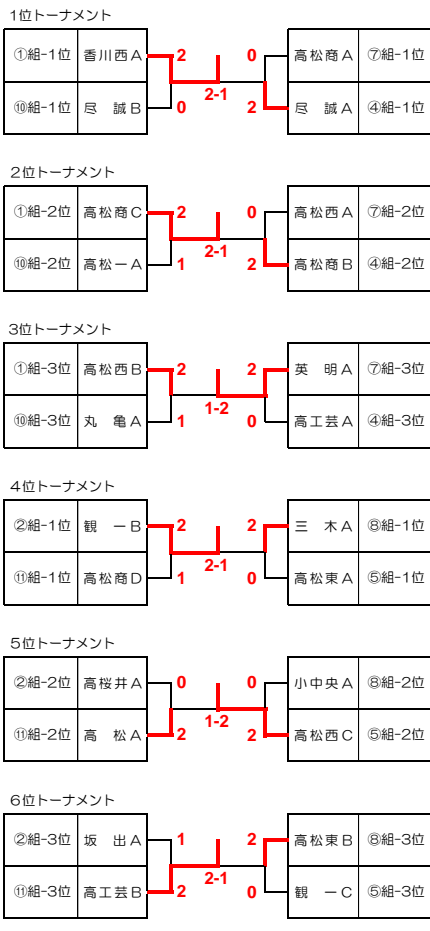 1位トーナメント
①組-1位 香川西A 2 0 高松商A ⑦組-1位
2-1
⑩組-1位 尽 誠B 0 2 尽 誠A ④組-1位
2位トーナメント
①組-2位 高松商C 2 0 高松西A ⑦組-2位
2-1
⑩組-2位 高松一A 1 2 高松商B ④組-2位
3位トーナメント
①組-3位 高松西B 2 2 英 明A ⑦組-3位
1-2
⑩組-3位 丸 亀A 1 0 高工芸A ④組-3位
4位トーナメント
②組-1位 観 一B 2 2 三 木A ⑧組-1位
2-1
⑪組-1位 高松商D 1 0 高松東A ⑤組-1位
5位トーナメント
②組-2位 高桜井A 0 0 小中央A ⑧組-2位
1-2
⑪組-2位 高 松A 2 2 高松西C ⑤組-2位
6位トーナメント
②組-3位 坂 出A 1 2 高松東B ⑧組-3位
2-1
⑪組-3位 高工芸B 2 0 観 一C ⑤組-3位